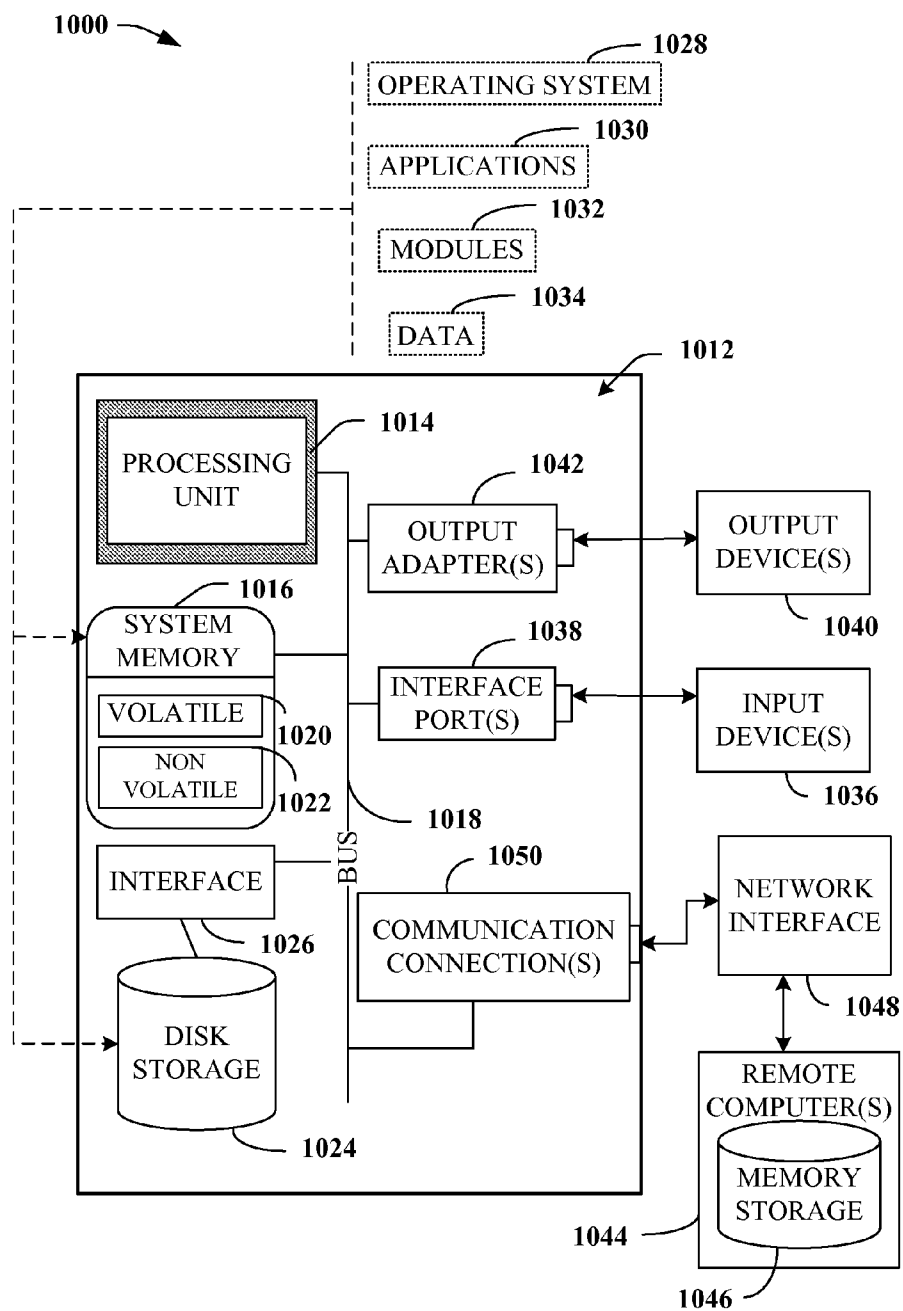 1000
1028
OPERATING SYSTEM
1030
APPLICATIONS
1032
MODULES
1034
DATA
1012
1014
PROCESSING
UNIT
1042
OUTPUT
ADAPTER(S)
OUTPUT
DEVICE(S)
1040
1016
SYSTEM
MEMORY
1038
INTERFACE
PORT(S)
INPUT
DEVICE(S)
1036
VOLATILE
1020
NON
VOLATILE
1022
1018
BUS
1050
INTERFACE
1026
COMMUNICATION
CONNECTION(S)
NETWORK
INTERFACE
1048
DISK
STORAGE
1024
REMOTE
COMPUTER(S)
MEMORY
STORAGE
1044
1046